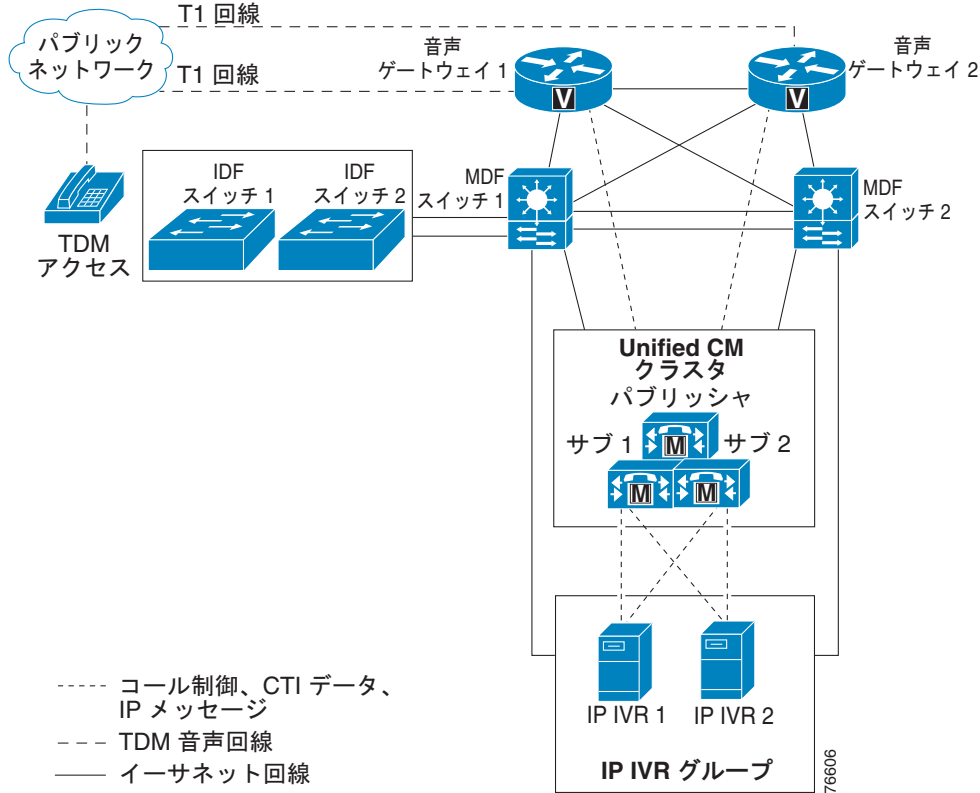 T1 回線
パブリック
ネットワーク
T1 回線
音声
ゲートウェイ 1
V
音声
ゲートウェイ 2
V
TDM
アクセス
IDF
スイッチ 1
IDF
スイッチ 2
MDF
スイッチ 1
MDF
スイッチ 2
Unified CM
クラスタ
パブリッシャ
サブ 1
サブ 2
M
M
M
IP IVR 1
IP IVR 2
IP IVR グループ
コール制御、CTI データ、
IP メッセージ
TDM 音声回線
イーサネット回線
76606